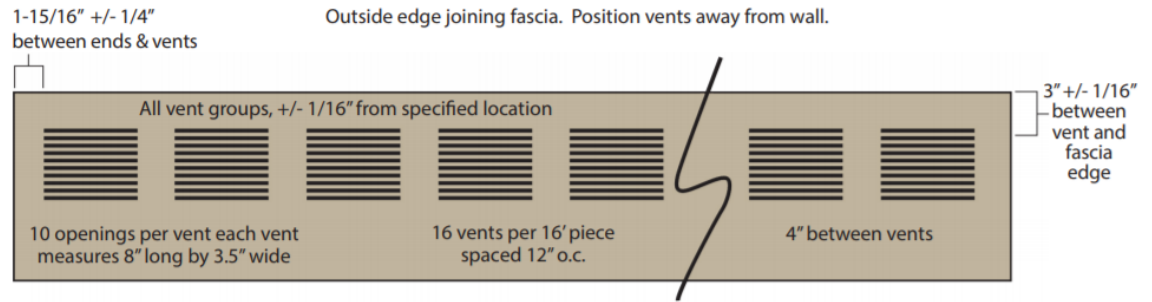 1-15/16” +/- 1/4”
between ends & vents
Outside edge joining fascia. Position vents away from wall.
All vent groups, +/- 1/16” from specified location
3” +/- 1/16”
between
vent and
fascia
edge
10 openings per vent each vent
measures 8” long by 3.5” wide
16 vents per 16’ piece
spaced 12” o.c.
4” between vents